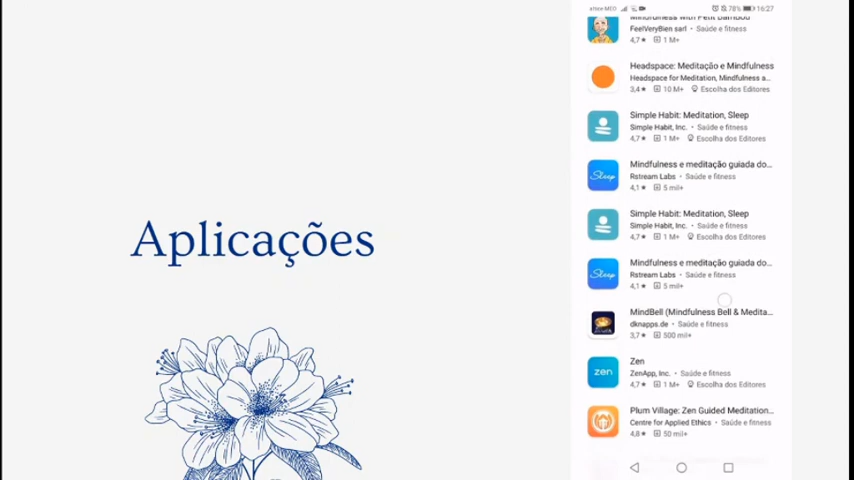 Aplicações
78% 16:27
Mindfulness with Petit BamBou
FeelVeryBien sarl • Saúde e fitness
4,7 ★ 1 M+
Headspace: Meditação e Mindfulness
Headspace for Meditation, Mindfulness a...
3,4 ★ 10 M+ Escolha dos Editores
Simple Habit: Meditation, Sleep
Simple Habit, Inc. • Saúde e fitness
4,7 ★ 1 M+ Escolha dos Editores
Sleep
Mindfulness e meditação guiada do...
Rstream Labs • Saúde e fitness
4,1 ★ 5 mil+
Simple Habit: Meditation, Sleep
Simple Habit, Inc. • Saúde e fitness
4,7 ★ 1 M+ Escolha dos Editores
Sleep
Mindfulness e meditação guiada do...
Rstream Labs • Saúde e fitness
4,1 ★ 5 mil+
MindBell (Mindfulness Bell & Medita...
dknapps.de • Saúde e fitness
3,7 ★ 500 mil+
zen
Zen
ZenApp, Inc. • Saúde e fitness
4,7 ★ 1 M+ Escolha dos Editores
Plum Village: Zen Guided Meditation...
Centre for Applied Ethics • Saúde e fitness
4,8 ★ 50 mil+